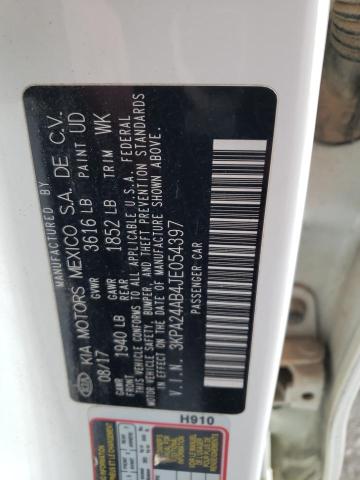 MANUFACTURED BY
KIA MOTORS MEXICO S.A. DE C.V.
08/17 GVWR 3616 LB PAINT UD
GAWR FRONT 1940 LB GAWR REAR 1852 LB TRIM WK
THIS VEHICLE CONFORMS TO ALL APPLICABLE U.S.A. FEDERAL
MOTOR VEHICLE SAFETY, BUMPER, AND THEFT PREVENTION STANDARDS
IN EFFECT ON THE DATE OF MANUFACTURE SHOWN ABOVE.
V.I.N. 3KPA24AB4JE054397
PASSENGER CAR
KIA
H910